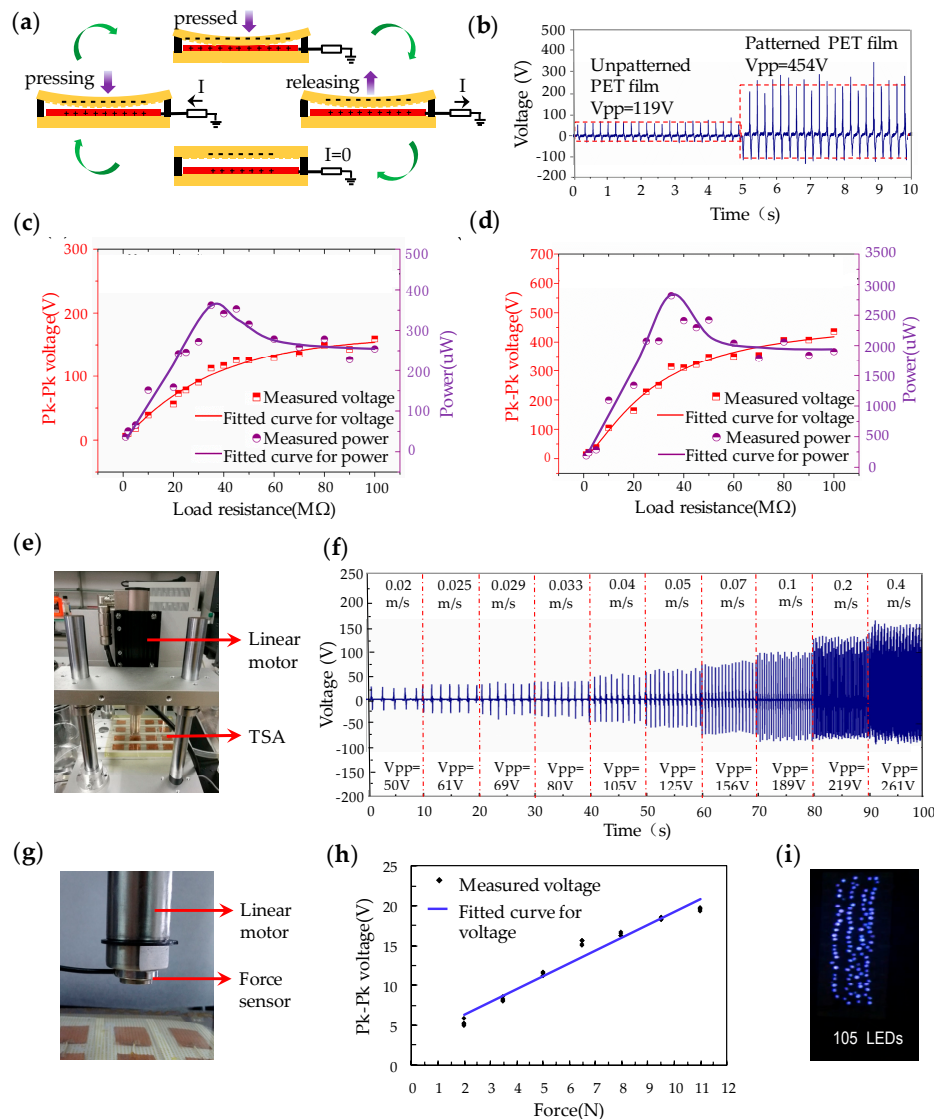 (a)
pressed
pressing
I
releasing
I
I=0
(b)
Voltage (V)
500
400
300
200
100
0
-100
-200
Unpatterned
PET film
Vpp=119V
Patterned PET film
Vpp=454V
0 1 2 3 4 5 6 7 8 9 10
Time (s)
(c)
Pk-Pk voltage(V)
300
200
100
0
500
400
300
200
100
0
Power(uW)
Measured voltage
Fitted curve for voltage
Measured power
Fitted curve for power
0 20 40 60 80 100
Load resistance(MΩ)
(d)
Pk-Pk voltage(V)
700
600
500
400
300
200
100
0
3500
3000
2500
2000
1500
1000
500
0
Power(uW)
Measured voltage
Fitted curve for voltage
Measured power
Fitted curve for power
0 20 40 60 80 100
Load resistance(MΩ)
(e)
Linear
motor
TSA
(f)
Voltage (V)
250
200
150
100
50
0
-50
-100
-150
-200
0.02 0.025 0.029 0.033 0.04 0.05 0.07 0.1 0.2 0.4
m/s m/s m/s m/s m/s m/s m/s m/s m/s m/s
Vpp= Vpp= Vpp= Vpp= Vpp= Vpp= Vpp= Vpp= Vpp= Vpp=
50V 61V 69V 80V 105V 125V 156V 189V 219V 261V
0 10 20 30 40 50 60 70 80 90 100
Time (s)
(g)
Linear
motor
Force
sensor
(h)
Pk-Pk voltage(V)
25
20
15
10
5
0
Measured voltage
Fitted curve for
voltage
0 1 2 3 4 5 6 7 8 9 10 11 12
Force(N)
(i)
105 LEDs